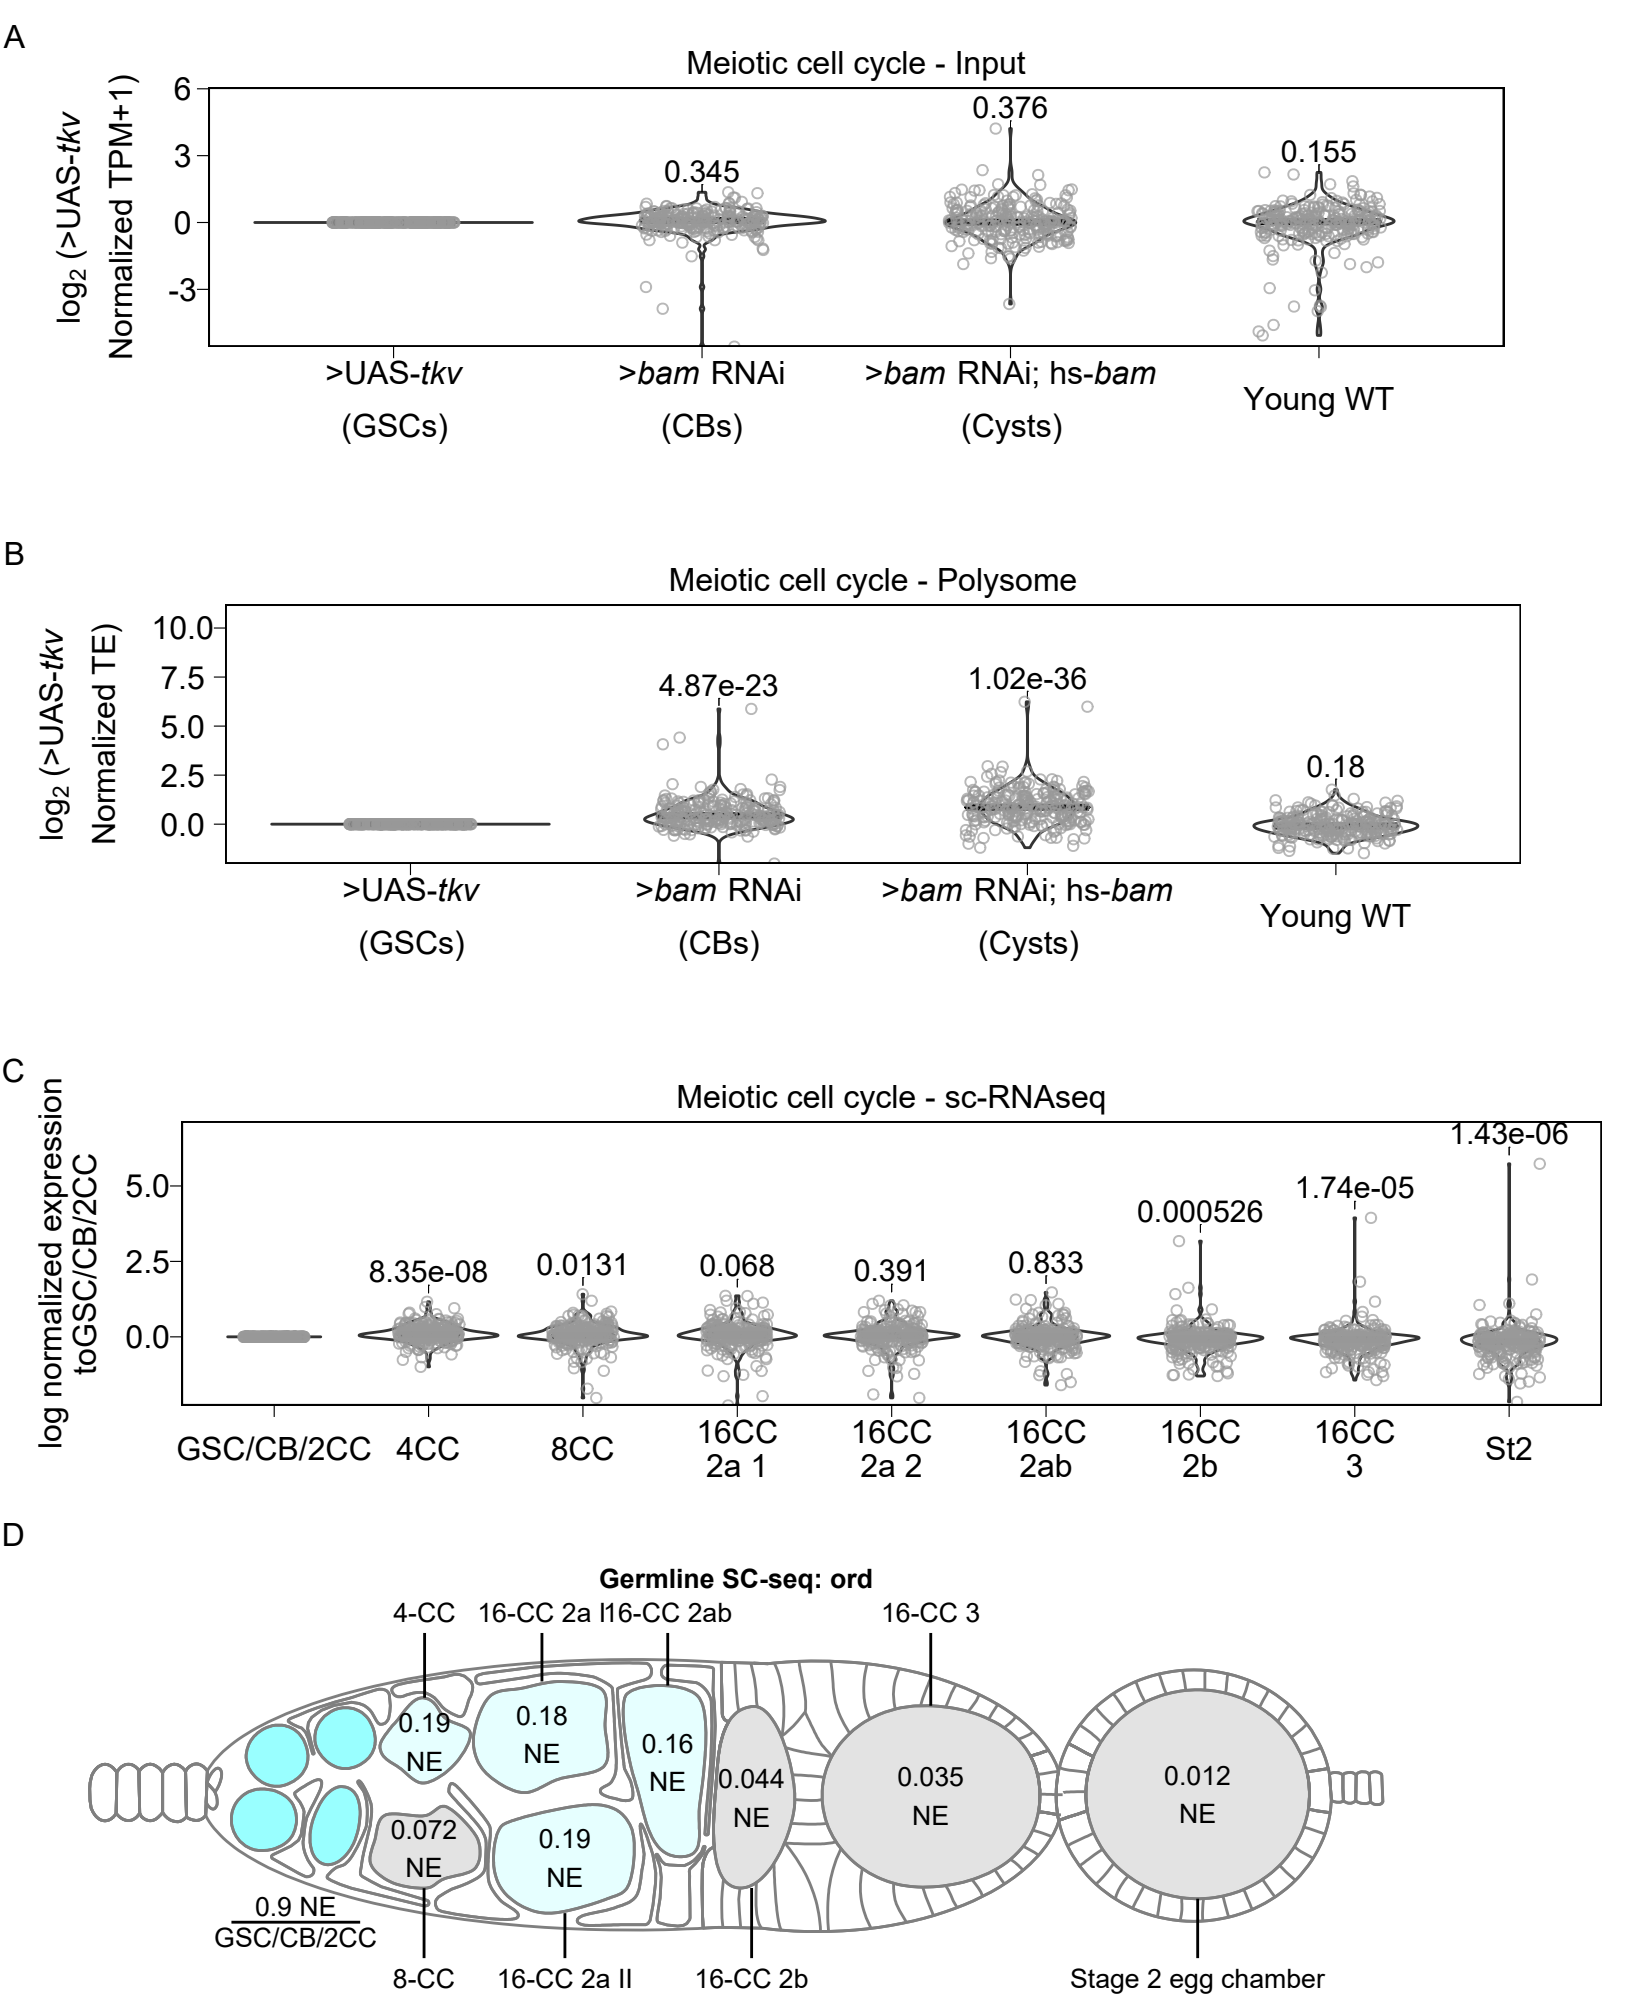 A
Meiotic cell cycle - Input
log2 (>UAS-tkv
Normalized TPM+1)
6
3
0
-3
0.345
0.376
0.155
>UAS-tkv
(GSCs)
>bam RNAi
(CBs)
>bam RNAi; hs-bam
(Cysts)
Young WT
B
Meiotic cell cycle - Polysome
log2 (>UAS-tkv
Normalized TE)
10.0
7.5
5.0
2.5
0.0
4.87e-23
1.02e-36
0.18
>UAS-tkv
(GSCs)
>bam RNAi
(CBs)
>bam RNAi; hs-bam
(Cysts)
Young WT
C
Meiotic cell cycle - sc-RNAseq
log normalized expression
toGSC/CB/2CC
5.0
2.5
0.0
8.35e-08
0.0131
0.068
0.391
0.833
0.000526
1.74e-05
1.43e-06
GSC/CB/2CC
4CC
8CC
16CC
2a 1
16CC
2a 2
16CC
2ab
16CC
2b
16CC
3
St2
D
Germline SC-seq: ord
4-CC
16-CC 2a I
16-CC 2ab
16-CC 3
0.19
NE
0.18
NE
0.16
NE
0.044
NE
0.035
NE
0.012
NE
0.072
NE
0.19
NE
0.9 NE
GSC/CB/2CC
8-CC
16-CC 2a II
16-CC 2b
Stage 2 egg chamber